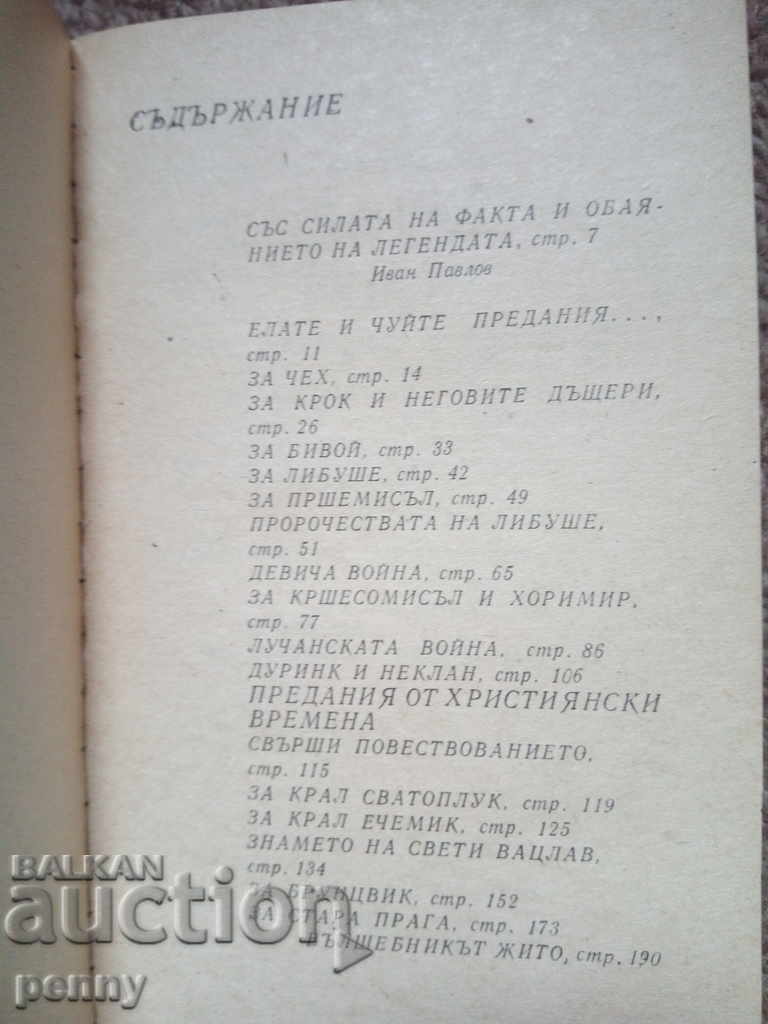 СЪДЪРЖАНИЕ
СЪС СИЛАТА НА ФАКТА И ОБАЯ-
НИЕТО НА ЛЕГЕНДАТА, стр. 7
Иван Павлов
ЕЛАТЕ И ЧУЙТЕ ПРЕДАНИЯ...,
стр. 11
ЗА ЧЕХ, стр. 14
ЗА КРОК И НЕГОВИТЕ ДЪЩЕРИ,
стр. 26
ЗА БИВОЙ, стр. 33
ЗА ЛИБУШЕ, стр. 42
ЗА ПРШЕМИСЪЛ, стр. 49
ПРОРОЧЕСТВАТА НА ЛИБУШЕ,
стр. 51
ДЕВИЧА ВОЙНА, стр. 65
ЗА КРШЕСОМИСЪЛ И ХОРИМИР,
стр. 77
ЛУЧАНСКАТА ВОЙНА, стр. 86
ДУРИНК И НЕКЛАН, стр. 106
ПРЕДАНИЯ ОТ ХРИСТИЯНСКИ
ВРЕМЕНА
СВЪРШИ ПОВЕСТВОВАНИЕТО,
стр. 115
ЗА КРАЛ СВАТОПЛУК, стр. 119
ЗА КРАЛ ЕЧЕМИК, стр. 125
ЗНАМЕТО НА СВЕТИ ВАЦЛАВ,
стр. 134
ЗА БРУНЦВИК, стр. 152
ЗА СТАРА ПРАГА, стр. 173
ВЪЛШЕБНИКЪТ ЖИТО, стр. 190
BALKAN
auction
penny